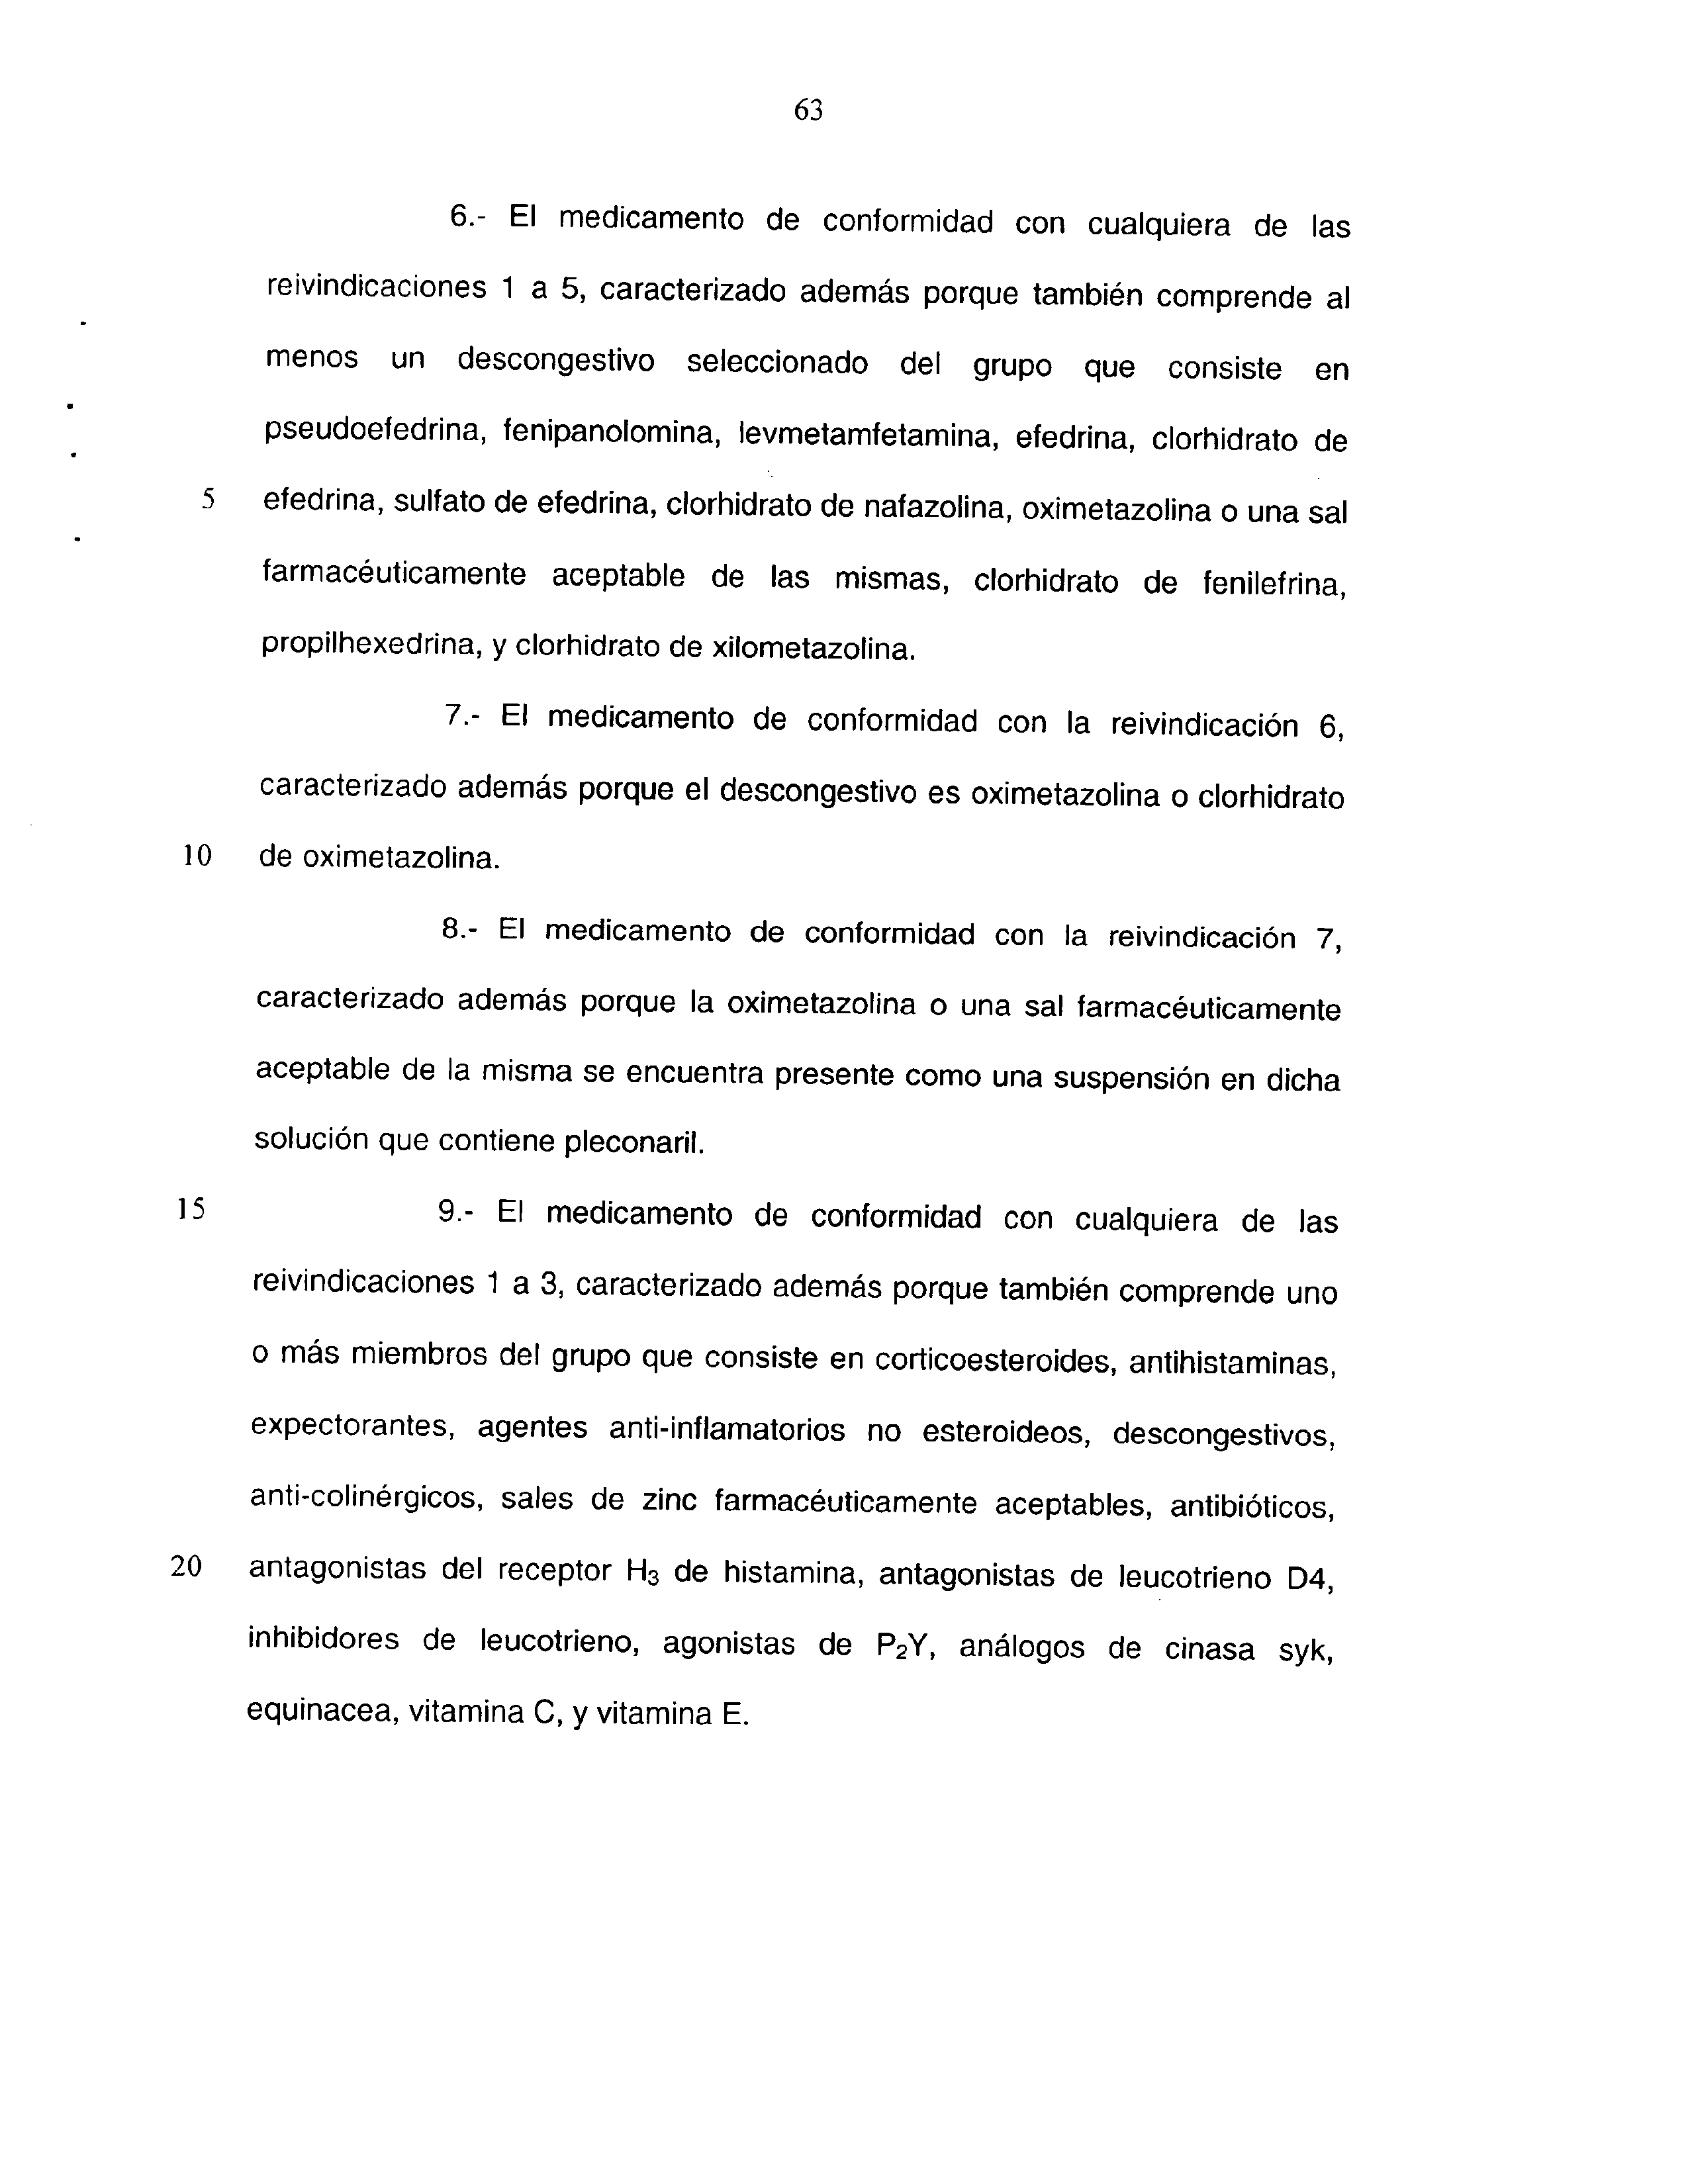 63
6.- El medicamento de conformidad con cualquiera de las
reivindicaciones 1 a 5, caracterizado además porque también comprende al
menos un descongestivo seleccionado del grupo que consiste en
pseudoefedrina, fenipanolomina, levmetamfetamina, efedrina, clorhidrato de
5 efedrina, sulfato de efedrina, clorhidrato de nafazolina, oximetazolina o una sal
farmacéuticamente aceptable de las mismas, clorhidrato de fenilefrina,
propilhexedrina, y clorhidrato de xilometazolina.
7.- El medicamento de conformidad con la reivindicación 6,
caracterizado además porque el descongestivo es oximetazolina o clorhidrato
10 de oximetazolina.
8.- El medicamento de conformidad con la reivindicación 7,
caracterizado además porque la oximetazolina o una sal farmacéuticamente
aceptable de la misma se encuentra presente como una suspensión en dicha
solución que contiene pleconaril.
15 9.- El medicamento de conformidad con cualquiera de las
reivindicaciones 1 a 3, caracterizado además porque también comprende uno
o más miembros del grupo que consiste en corticoesteroides, antihistaminas,
expectorantes, agentes anti-inflamatorios no esteroideos, descongestivos,
anti-colinérgicos, sales de zinc farmacéuticamente aceptables, antibióticos,
20 antagonistas del receptor H₃ de histamina, antagonistas de leucotrieno D4,
inhibidores de leucotrieno, agonistas de P₂Y, análogos de cinasa syk,
equinacea, vitamina C, y vitamina E.